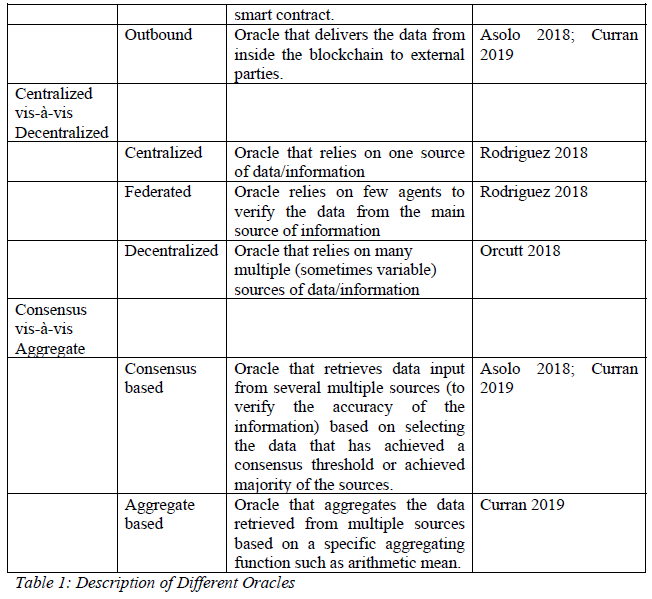 smart contract.
Outbound Oracle that delivers the data from Asolo 2018; Curran
inside the blockchain to external 2019
parties.
Centralized
vis-à-vis
Decentralized
Centralized Oracle that relies on one source Rodriguez 2018
of data/information
Federated Oracle relies on few agents to Rodriguez 2018
verify the data from the main
source of information
Decentralized Oracle that relies on many Orcutt 2018
multiple (sometimes variable)
sources of data/information
Consensus
vis-à-vis
Aggregate
Consensus Oracle that retrieves data input Asolo 2018; Curran
based from several multiple sources (to 2019
verify the accuracy of the
information) based on selecting
the data that has achieved a
consensus threshold or achieved
majority of the sources.
Aggregate Oracle that aggregates the data Curran 2019
based retrieved from multiple sources
based on a specific aggregating
function such as arithmetic mean.
Table 1: Description of Different Oracles